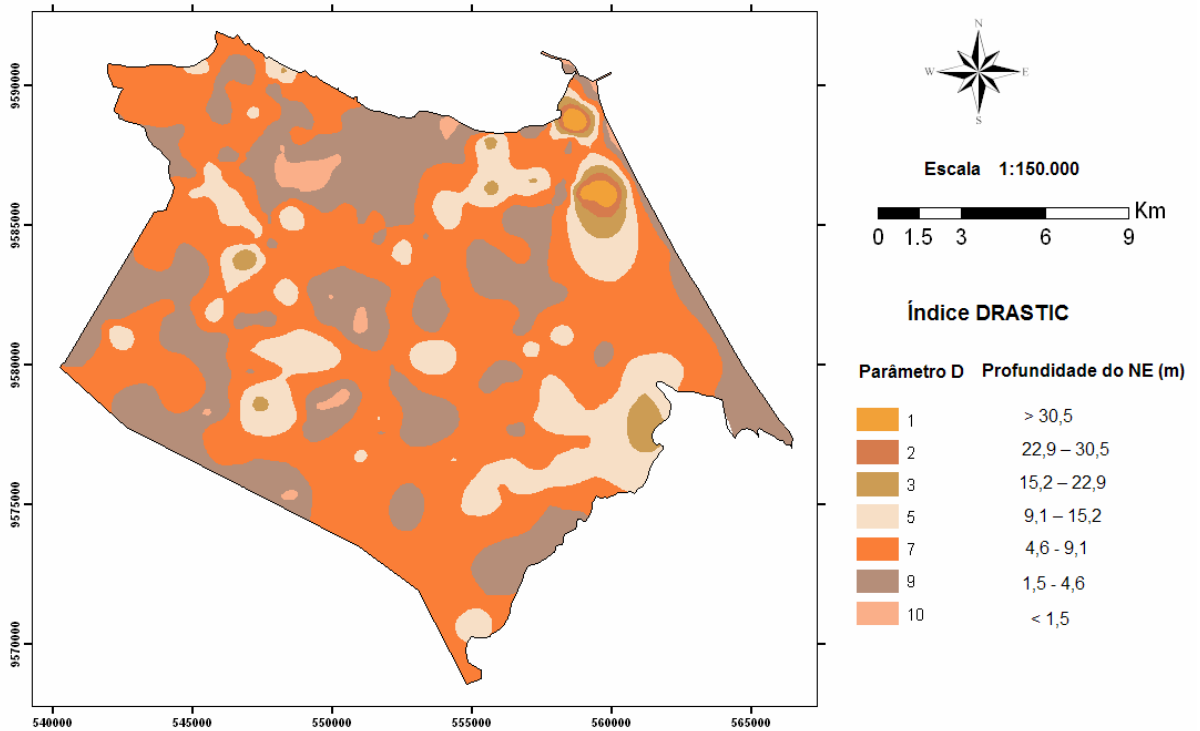 N
W E
S
Escala 1:150.000
Km
0 1.5 3 6 9
Índice DRASTIC
Parâmetro D Profundidade do NE (m)
1 > 30,5
2 22,9 – 30,5
3 15,2 – 22,9
5 9,1 – 15,2
7 4,6 - 9,1
9 1,5 - 4,6
10 < 1,5
9590000
9585000
9580000
9575000
9570000
540000 545000 550000 555000 560000 565000